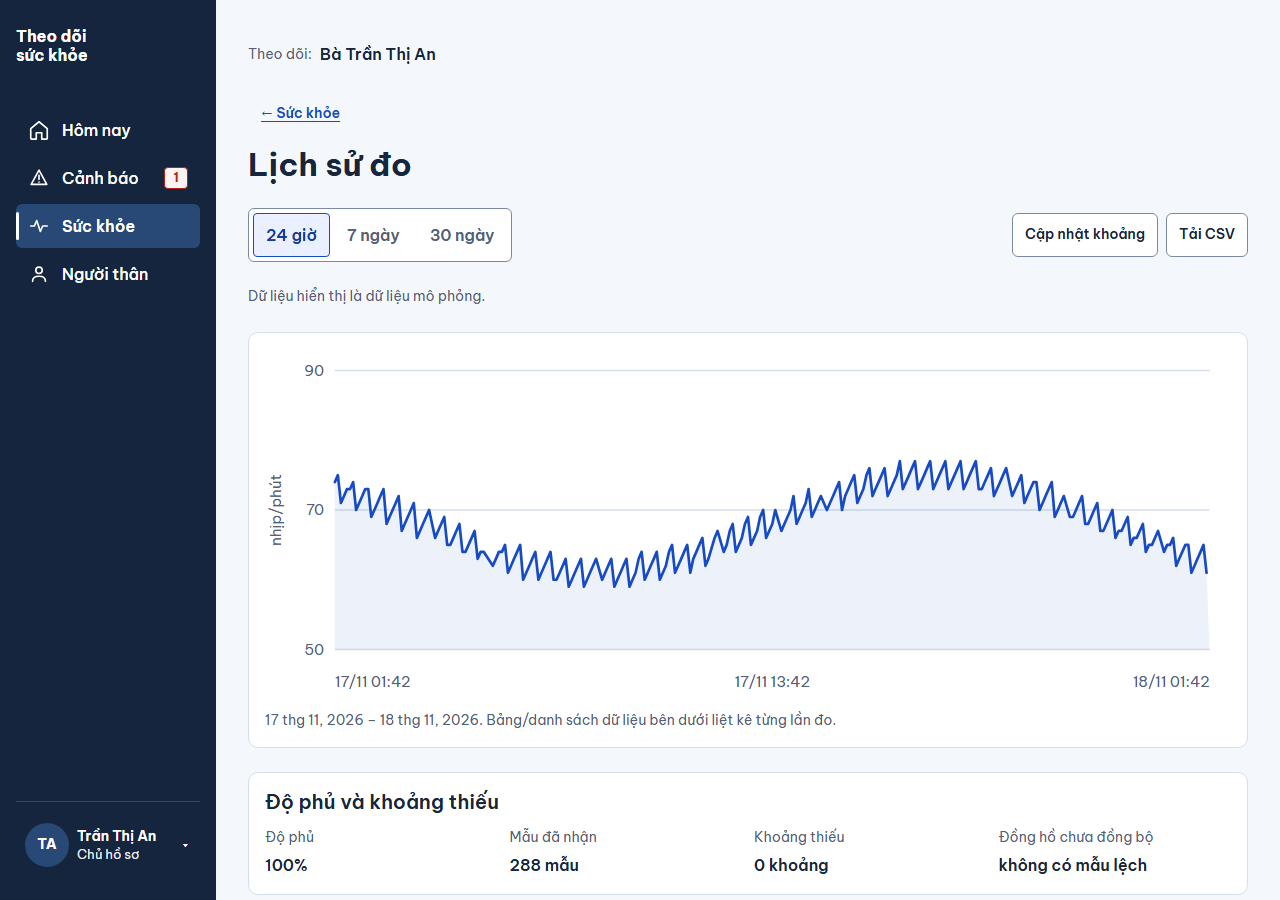 Theo dõi
sức khỏe
Hôm nay
Cảnh báo 1
Sức khỏe
Người thân
Trần Thị An
TA
Chủ hồ sơ
Theo dõi: Bà Trần Thị An
← Sức khỏe
Lịch sử đo
24 giờ 7 ngày 30 ngày
Cập nhật khoảng Tải CSV
Dữ liệu hiển thị là dữ liệu mô phỏng.
90
70
50
nhịp/phút
17/11 01:42 17/11 13:42 18/11 01:42
17 thg 11, 2026 – 18 thg 11, 2026. Bảng/danh sách dữ liệu bên dưới liệt kê từng lần đo.
Độ phủ và khoảng thiếu
Độ phủ Mẫu đã nhận Khoảng thiếu Đồng hồ chưa đồng bộ
100% 288 mẫu 0 khoảng không có mẫu lệch